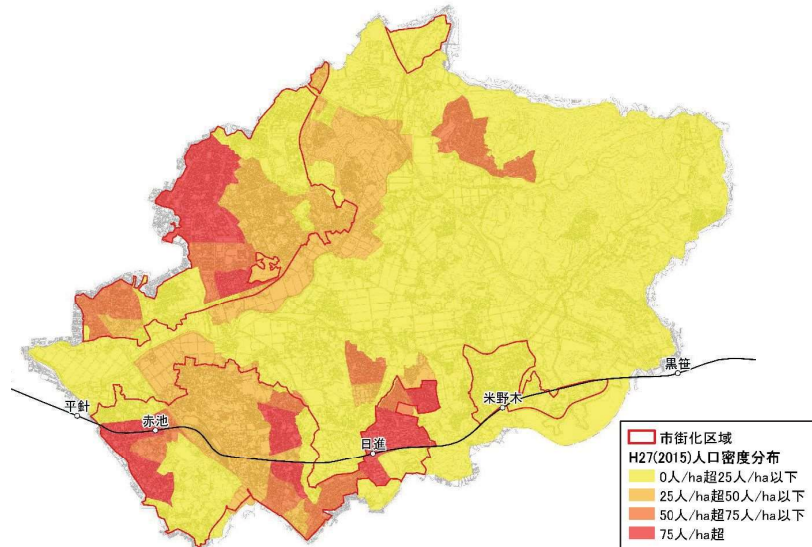 黒笹
米野木
平針
赤池
日進
市街化区域
H27(2015)人口密度分布
0人/ha超25人/ha以下
25人/ha超50人/ha以下
50人/ha超75人/ha以下
75人/ha超